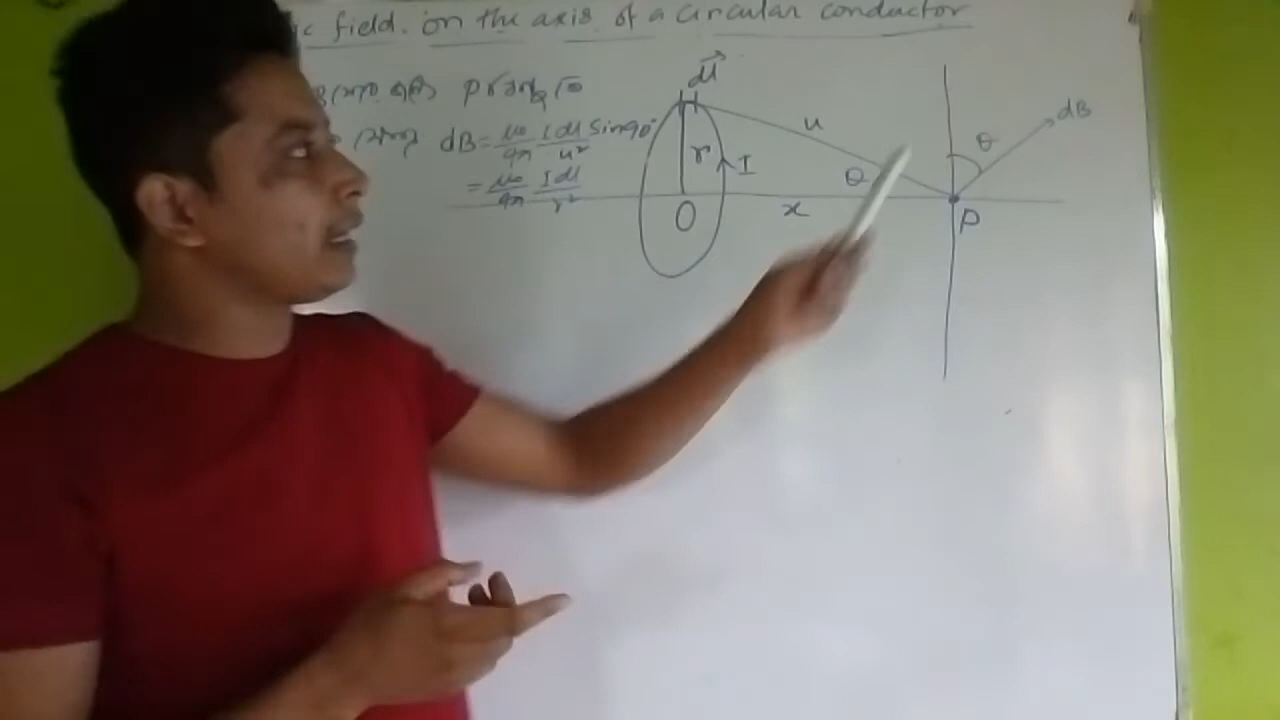 field. on the axis of a circular conductor
P
dB = μ₀/4π Idl/u² Sin90°
= μ₀/4π Idl/r²
dl
u
r
I
θ
θ
dB
O
x
P